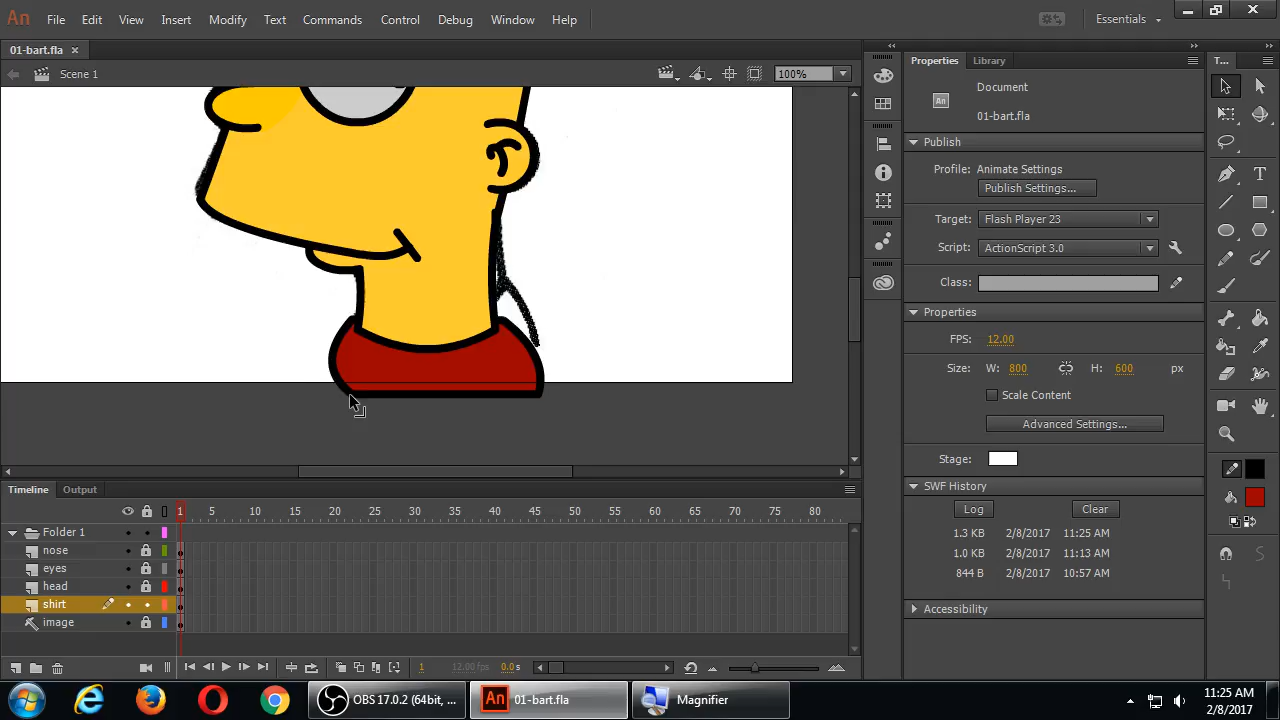 An File Edit View Insert Modify Text Commands Control Debug Window Help Essentials
01-bart.fla ×
Scene 1 100%
Properties Library T...
Document
An 01-bart.fla
Publish
Profile: Animate Settings
Publish Settings...
Target: Flash Player 23
Script: ActionScript 3.0
Class:
Properties
FPS: 12.00
Size: W: 800 H: 600 px
Scale Content
Advanced Settings...
Stage:
SWF History
Log Clear
1.3 KB 2/8/2017 11:25 AM
1.0 KB 2/8/2017 11:13 AM
844 B 2/8/2017 10:57 AM
Accessibility
Timeline Output
1 5 10 15 20 25 30 35 40 45 50 55 60 65 70 75 80
Folder 1
nose
eyes
head
shirt
image
1 12.00 fps 0.0 s
OBS 17.0.2 (64bit, ... An 01-bart.fla Magnifier
11:25 AM
2/8/2017